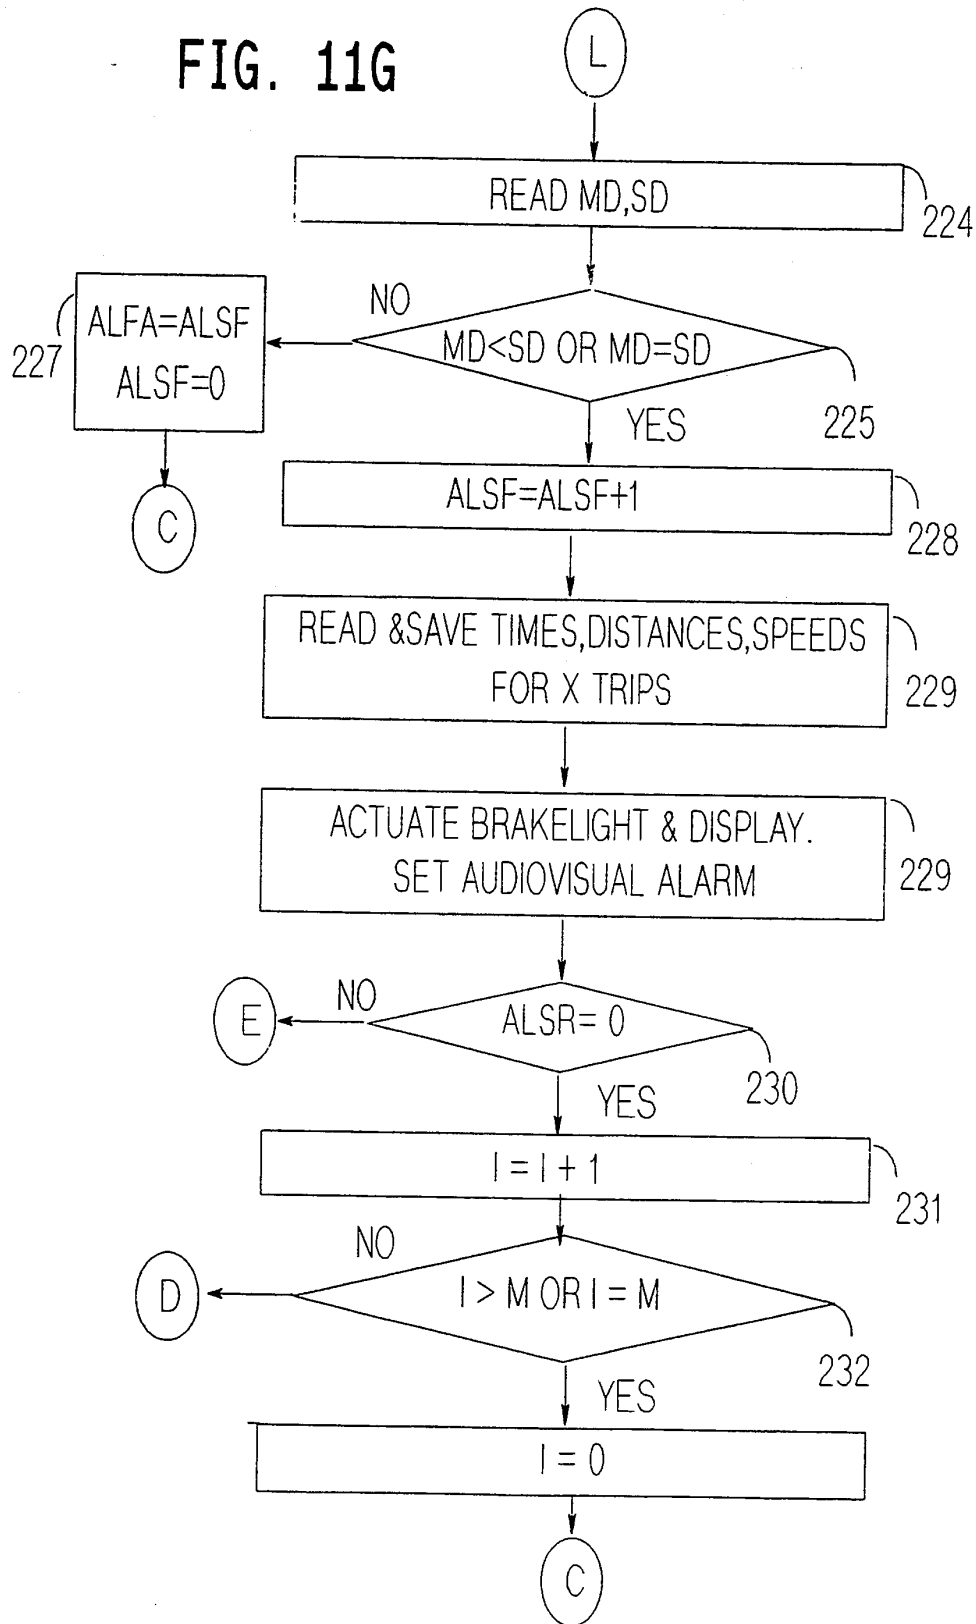 FIG. 11G
L
READ MD,SD
224
NO
MD<SD OR MD=SD
225
ALFA=ALSF
ALSF=0
227
YES
C
ALSF=ALSF+1
228
READ &SAVE TIMES,DISTANCES,SPEEDS
FOR X TRIPS
229
ACTUATE BRAKELIGHT & DISPLAY.
SET AUDIOVISUAL ALARM
229
E
NO
ALSR= 0
230
YES
I = I + 1
231
NO
D
I > M OR I = M
232
YES
I = 0
C